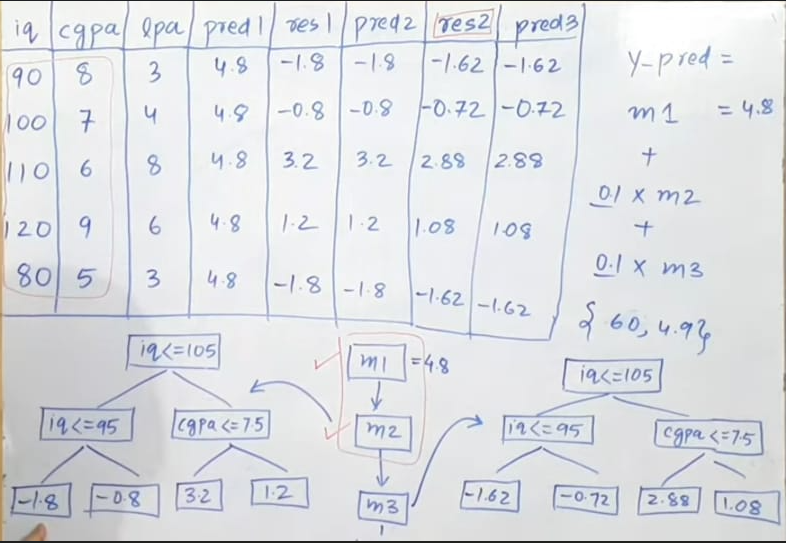 iq cgpa lpa pred1 res1 pred2 res2 pred3
90 8 3 4.8 -1.8 -1.8 -1.62 -1.62
100 7 4 4.8 -0.8 -0.8 -0.72 -0.72
110 6 8 4.8 3.2 3.2 2.88 2.88
120 9 6 4.8 1.2 1.2 1.08 1.08
80 5 3 4.8 -1.8 -1.8 -1.62 -1.62
y-pred =
m1 = 4.8
+
0.1 x m2
+
0.1 x m3
{ 60, 4.9}
iq<=105
iq<=95 cgpa<=7.5
-1.8 -0.8 3.2 1.2
m1 =4.8
m2
m3
iq<=105
iq<=95 cgpa<=7.5
-1.62 -0.72 2.88 1.08